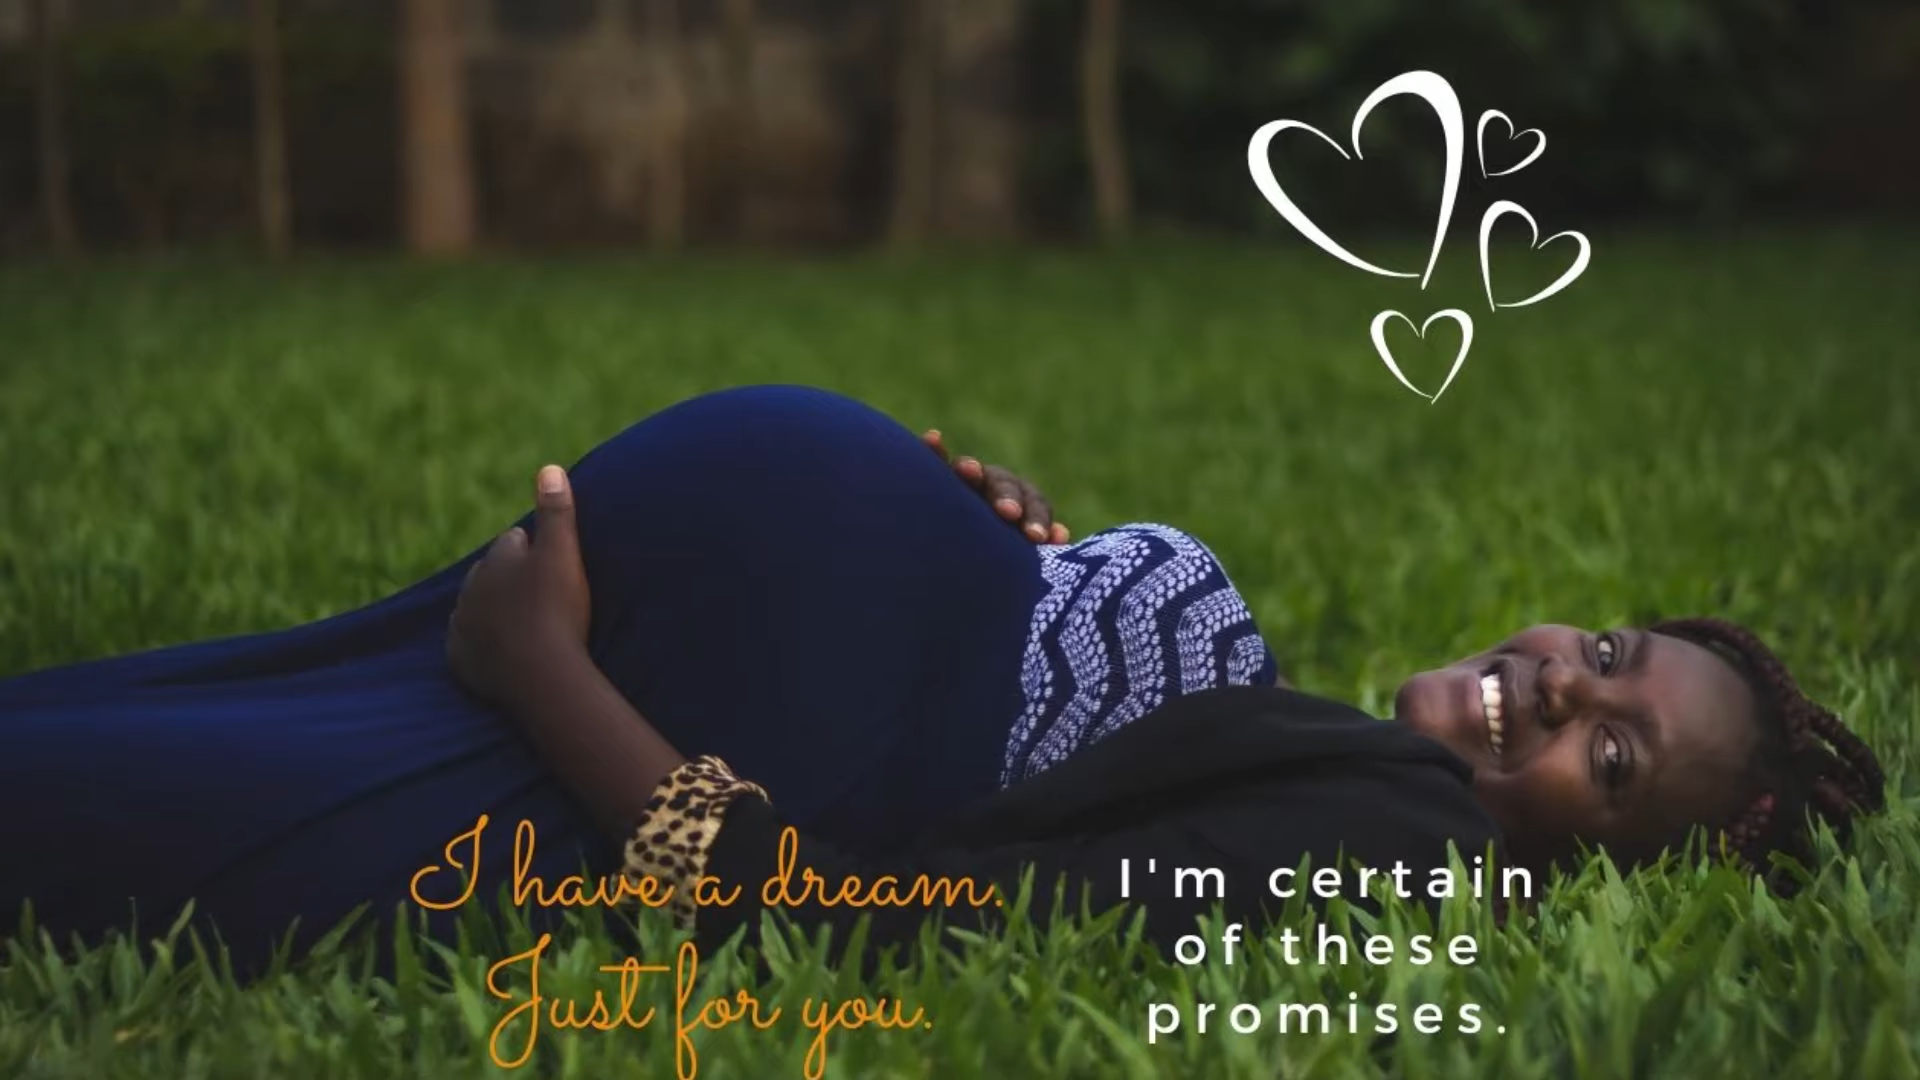 I have a dream.
Just for you.
I'm certain
of these
promises.